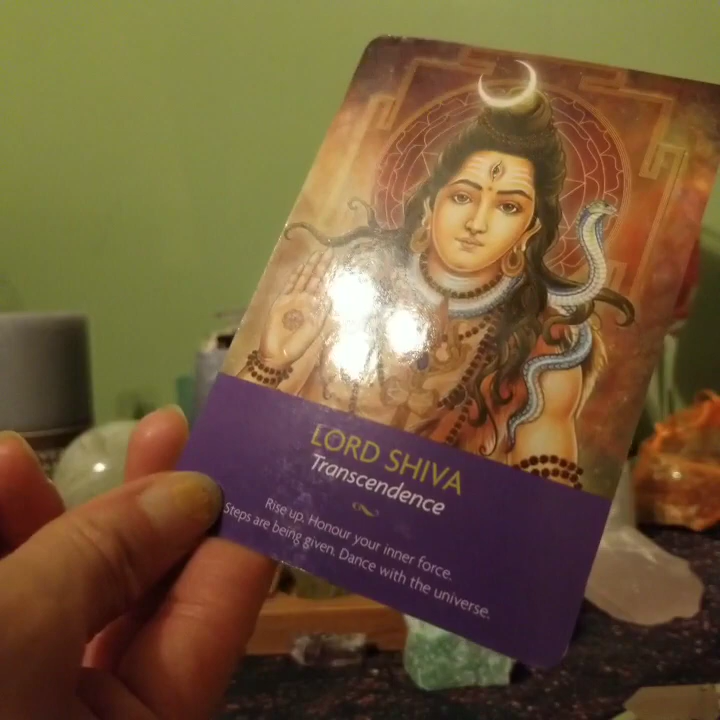 LORD SHIVA
Transcendence
Rise up. Honour your inner force.
Steps are being given. Dance with the universe.